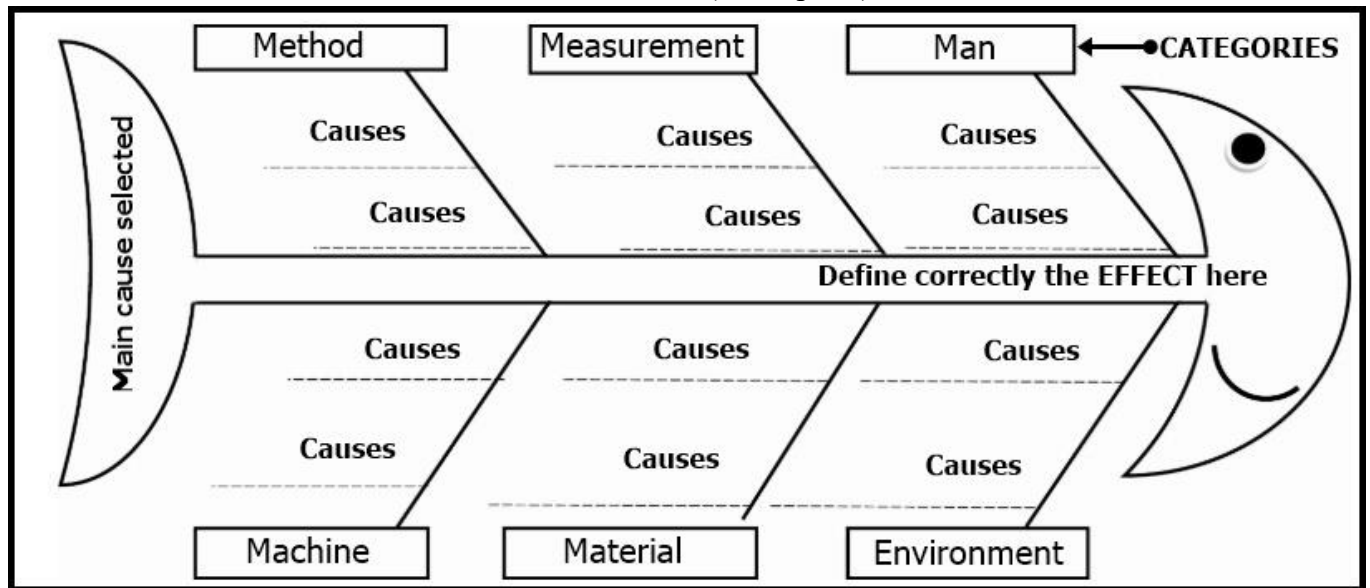 Method
Measurement
Man
CATEGORIES
Causes
Causes
Causes
Causes
Causes
Causes
Main cause selected
Define correctly the EFFECT here
Causes
Causes
Causes
Causes
Causes
Causes
Machine
Material
Environment